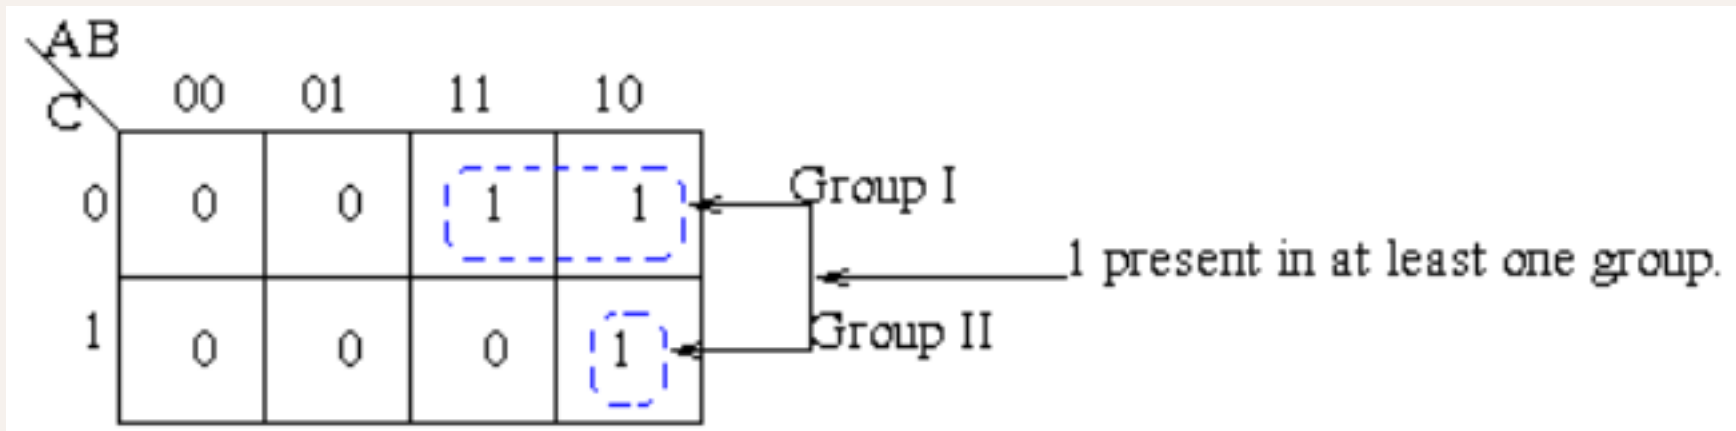 AB
C
00 01 11 10
0 0 0 1 1
Group I
1 present in at least one group.
1 0 0 0 1
Group II